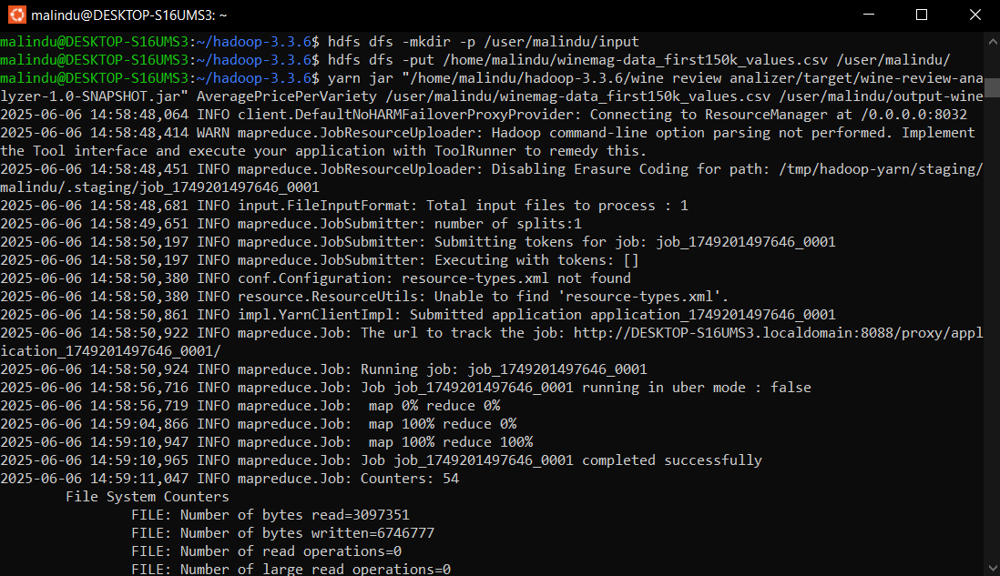 malindu@DESKTOP-S16UMS3: ~
malindu@DESKTOP-S16UMS3:~/hadoop-3.3.6$ hdfs dfs -mkdir -p /user/malindu/input
malindu@DESKTOP-S16UMS3:~/hadoop-3.3.6$ hdfs dfs -put /home/malindu/winemag-data_first150k_values.csv /user/malindu/
malindu@DESKTOP-S16UMS3:~/hadoop-3.3.6$ yarn jar "/home/malindu/hadoop-3.3.6/wine review analizer/target/wine-review-ana
lyzer-1.0-SNAPSHOT.jar" AveragePricePerVariety /user/malindu/winemag-data_first150k_values.csv /user/malindu/output-wine
2025-06-06 14:58:48,064 INFO client.DefaultNoHARMFailoverProxyProvider: Connecting to ResourceManager at /0.0.0.0:8032
2025-06-06 14:58:48,414 WARN mapreduce.JobResourceUploader: Hadoop command-line option parsing not performed. Implement
the Tool interface and execute your application with ToolRunner to remedy this.
2025-06-06 14:58:48,451 INFO mapreduce.JobResourceUploader: Disabling Erasure Coding for path: /tmp/hadoop-yarn/staging/
malindu/.staging/job_1749201497646_0001
2025-06-06 14:58:48,681 INFO input.FileInputFormat: Total input files to process : 1
2025-06-06 14:58:49,651 INFO mapreduce.JobSubmitter: number of splits:1
2025-06-06 14:58:50,197 INFO mapreduce.JobSubmitter: Submitting tokens for job: job_1749201497646_0001
2025-06-06 14:58:50,197 INFO mapreduce.JobSubmitter: Executing with tokens: []
2025-06-06 14:58:50,380 INFO conf.Configuration: resource-types.xml not found
2025-06-06 14:58:50,380 INFO resource.ResourceUtils: Unable to find 'resource-types.xml'.
2025-06-06 14:58:50,861 INFO impl.YarnClientImpl: Submitted application application_1749201497646_0001
2025-06-06 14:58:50,922 INFO mapreduce.Job: The url to track the job: http://DESKTOP-S16UMS3.localdomain:8088/proxy/appl
ication_1749201497646_0001/
2025-06-06 14:58:50,924 INFO mapreduce.Job: Running job: job_1749201497646_0001
2025-06-06 14:58:56,716 INFO mapreduce.Job: Job job_1749201497646_0001 running in uber mode : false
2025-06-06 14:58:56,719 INFO mapreduce.Job:  map 0% reduce 0%
2025-06-06 14:59:04,866 INFO mapreduce.Job:  map 100% reduce 0%
2025-06-06 14:59:10,947 INFO mapreduce.Job:  map 100% reduce 100%
2025-06-06 14:59:10,965 INFO mapreduce.Job: Job job_1749201497646_0001 completed successfully
2025-06-06 14:59:11,047 INFO mapreduce.Job: Counters: 54
File System Counters
FILE: Number of bytes read=3097351
FILE: Number of bytes written=6746777
FILE: Number of read operations=0
FILE: Number of large read operations=0